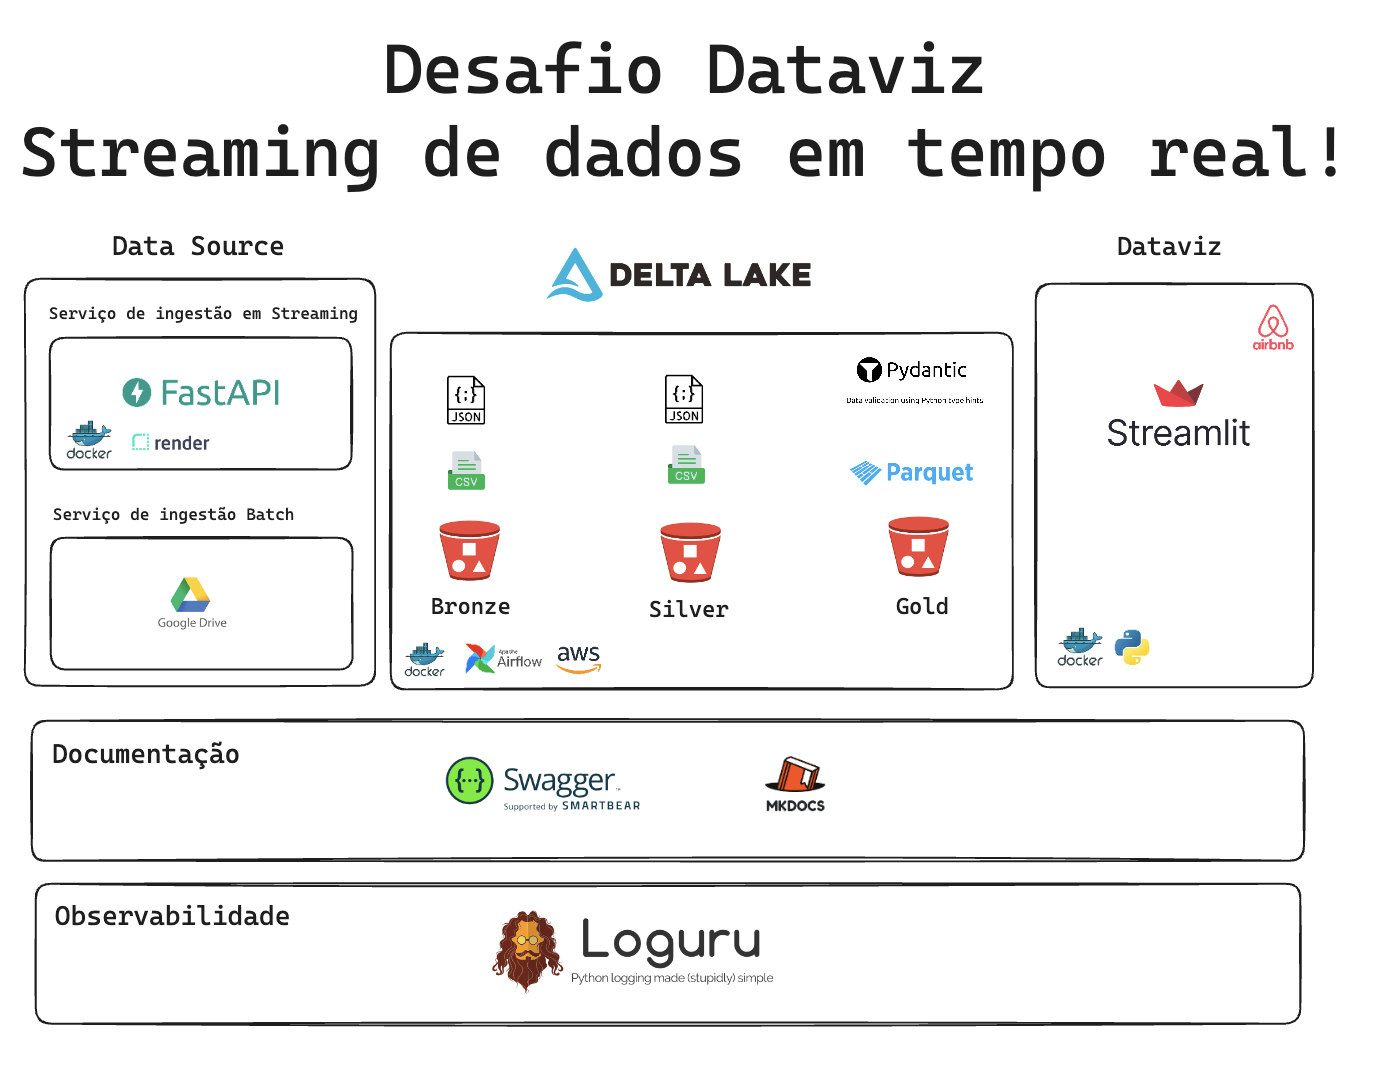 Desafio Dataviz
Streaming de dados em tempo real!
Data Source
Serviço de ingestão em Streaming
FastAPI
docker
render
Serviço de ingestão Batch
Google Drive
DELTA LAKE
{;}
JSON
CSV
Bronze
{;}
JSON
CSV
Silver
Pydantic
Data validation using Python type hints
Parquet
Gold
docker
Apache
Airflow
aws
Dataviz
airbnb
Streamlit
docker
Documentação
{···}
Swagger™
Supported by SMARTBEAR
MKDOCS
Observabilidade
Loguru
Python logging made (stupidly) simple